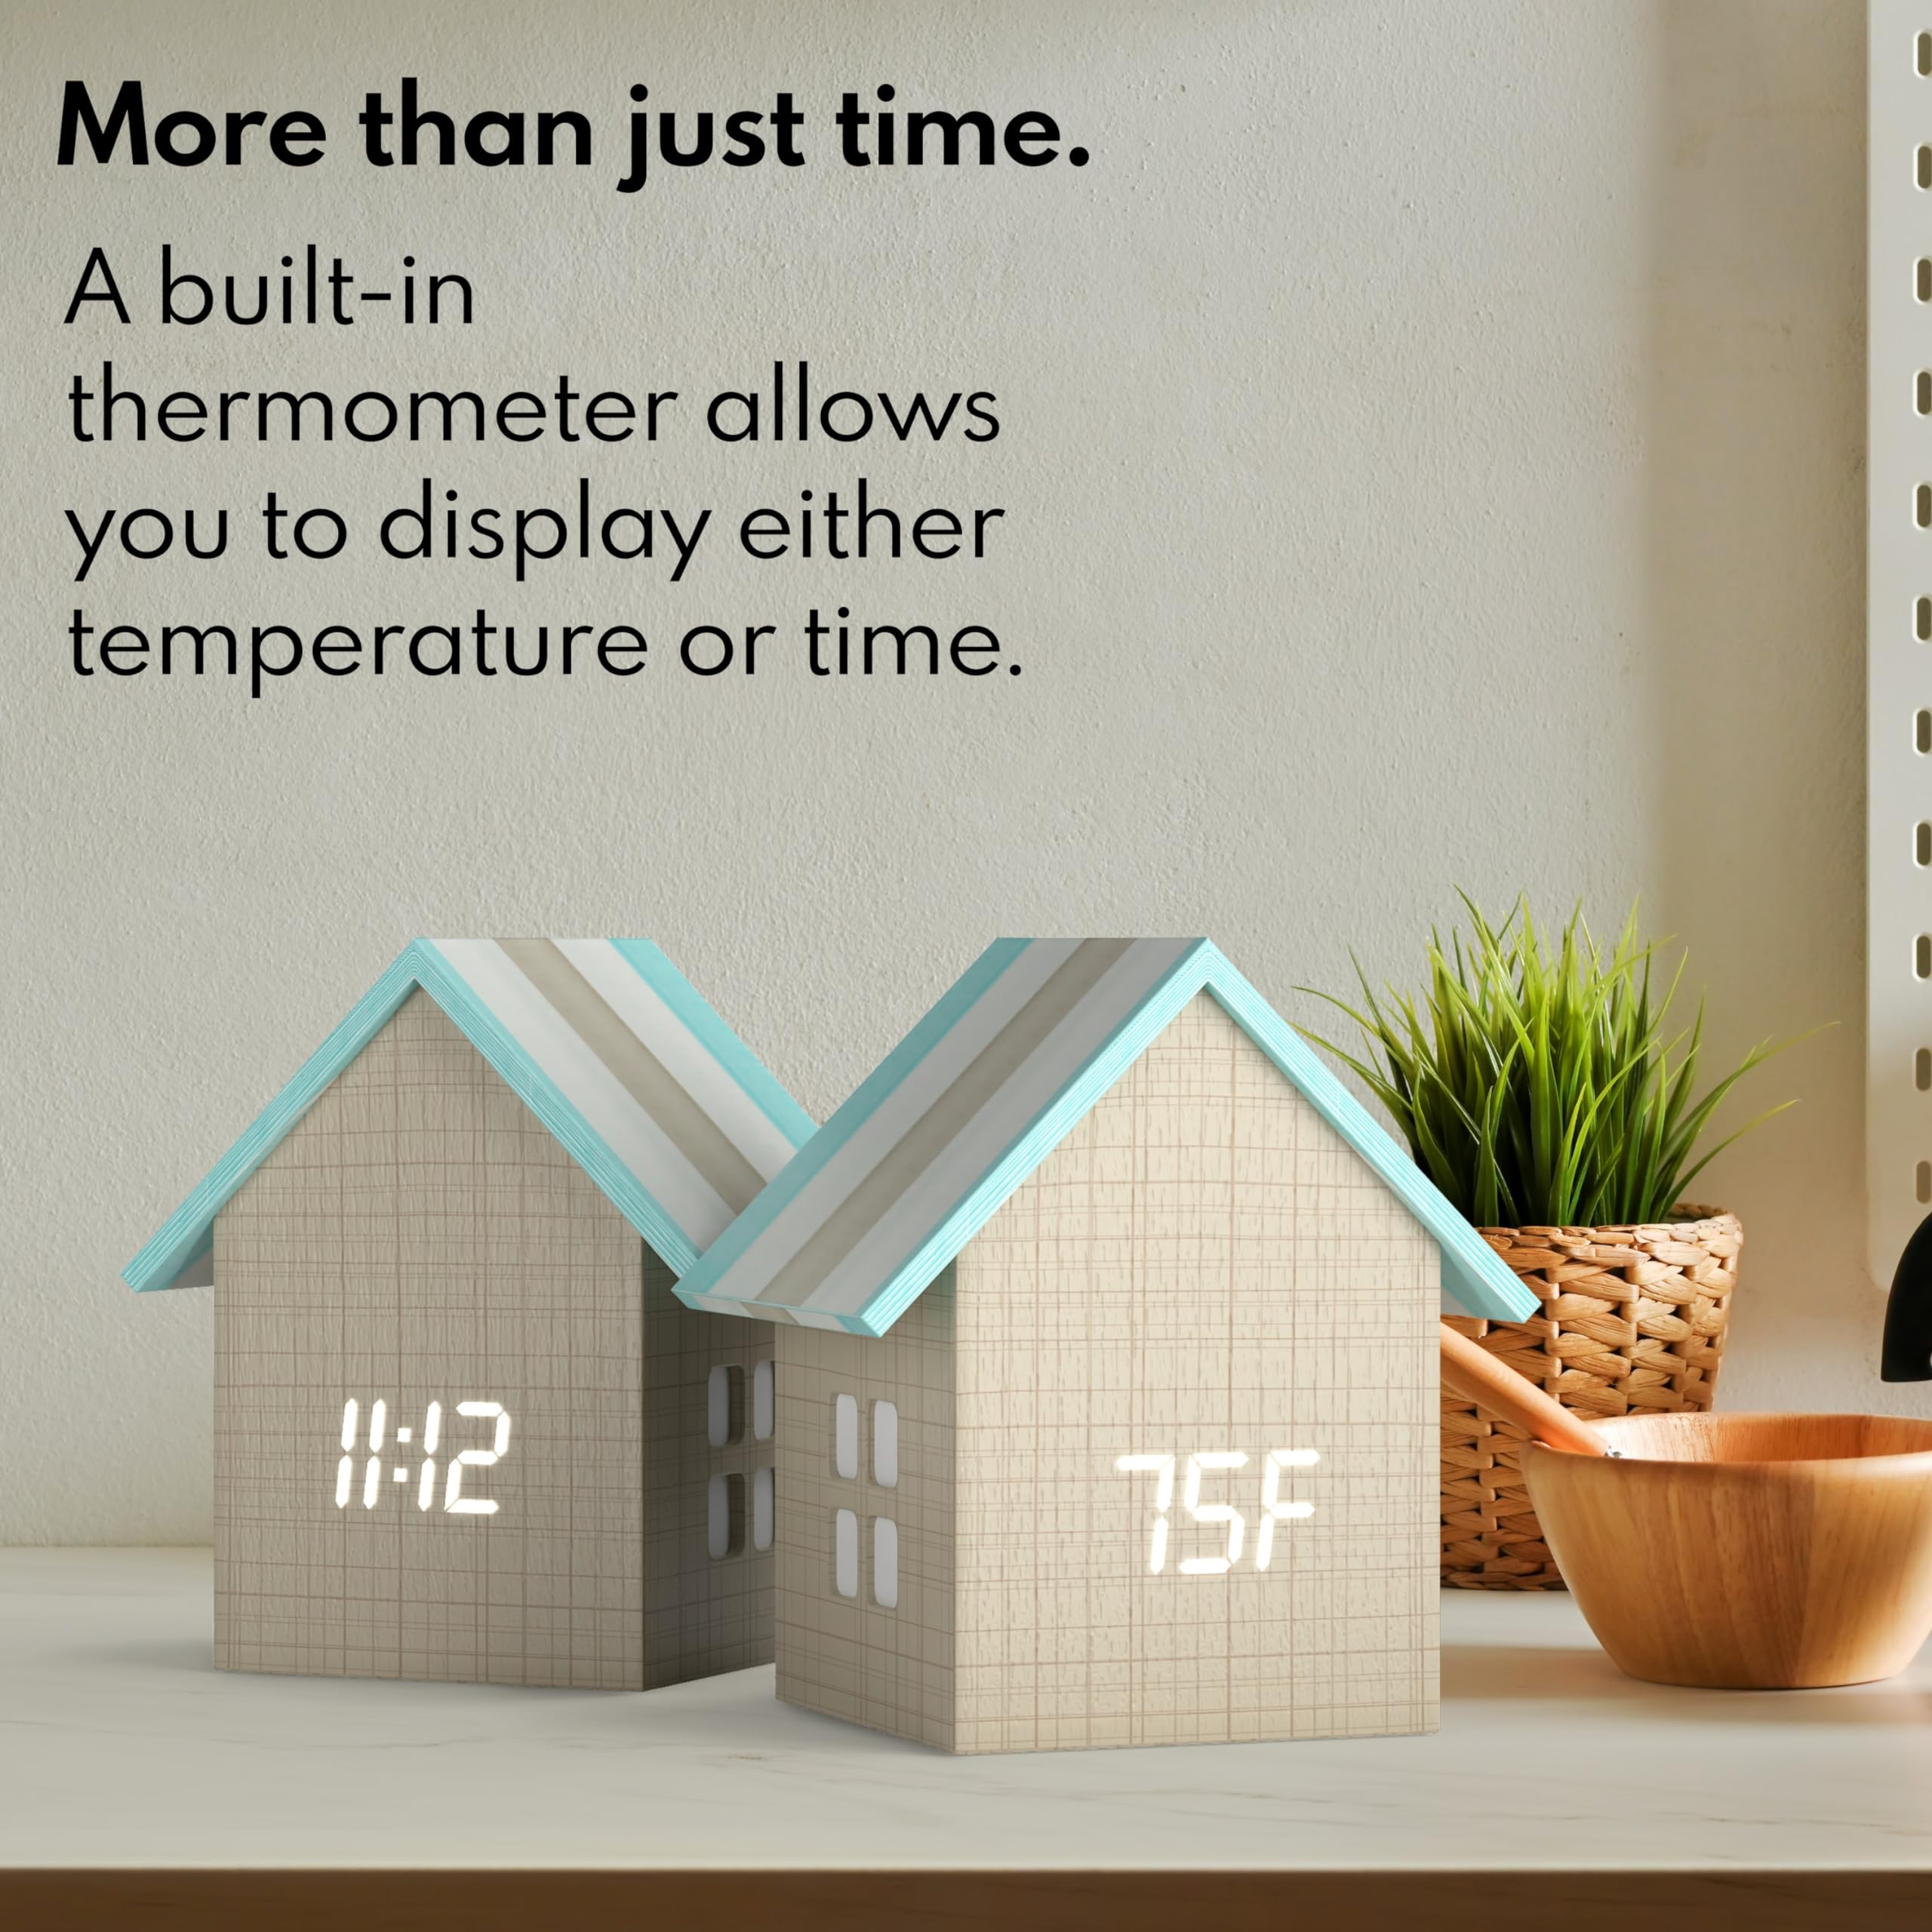 More than just time.
A built-in
thermometer allows
you to display either
temperature or time.
11:12
75F